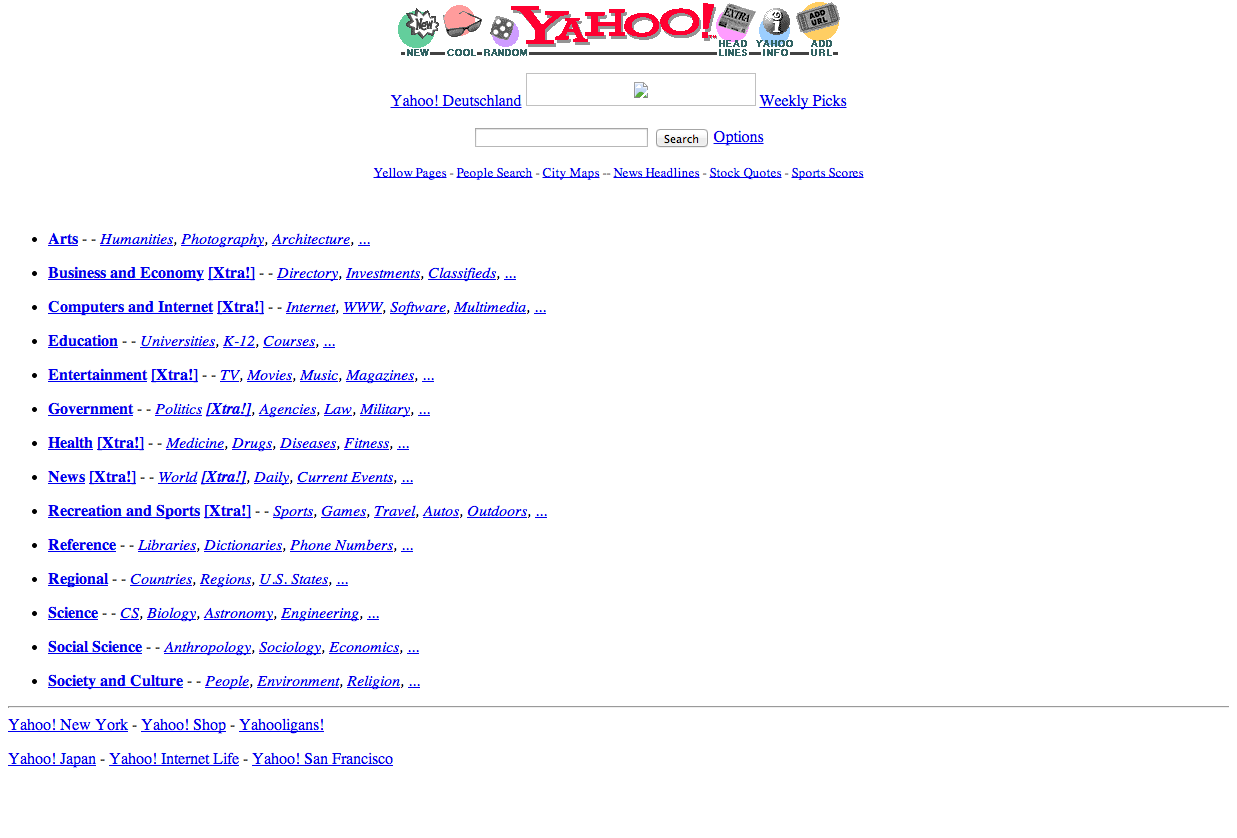 New EXTRA i ADD URL
YAHOO!
NEW COOL RANDOM HEAD LINES YAHOO INFO ADD URL
Yahoo! Deutschland Weekly Picks
Search Options
Yellow Pages - People Search - City Maps -- News Headlines - Stock Quotes - Sports Scores
• Arts - - Humanities, Photography, Architecture, ...
• Business and Economy [Xtra!] - - Directory, Investments, Classifieds, ...
• Computers and Internet [Xtra!] - - Internet, WWW, Software, Multimedia, ...
• Education - - Universities, K-12, Courses, ...
• Entertainment [Xtra!] - - TV, Movies, Music, Magazines, ...
• Government - - Politics [Xtra!], Agencies, Law, Military, ...
• Health [Xtra!] - - Medicine, Drugs, Diseases, Fitness, ...
• News [Xtra!] - - World [Xtra!], Daily, Current Events, ...
• Recreation and Sports [Xtra!] - - Sports, Games, Travel, Autos, Outdoors, ...
• Reference - - Libraries, Dictionaries, Phone Numbers, ...
• Regional - - Countries, Regions, U.S. States, ...
• Science - - CS, Biology, Astronomy, Engineering, ...
• Social Science - - Anthropology, Sociology, Economics, ...
• Society and Culture - - People, Environment, Religion, ...
Yahoo! New York - Yahoo! Shop - Yahooligans!
Yahoo! Japan - Yahoo! Internet Life - Yahoo! San Francisco